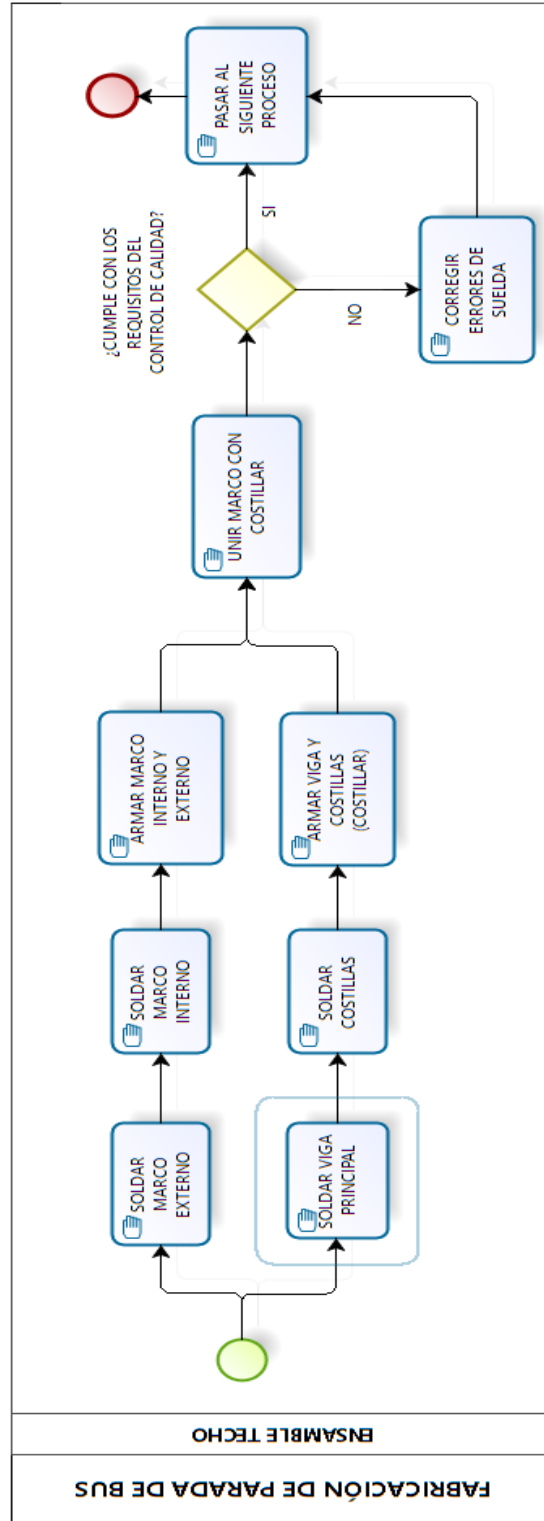 FABRICACIÓN DE PARADA DE BUS
ENSAMBLE TECHO
SOLDAR
MARCO
EXTERNO
SOLDAR
MARCO
INTERNO
ARMAR MARCO
INTERNO Y
EXTERNO
SOLDAR VIGA
PRINCIPAL
SOLDAR
COSTILLAS
ARMAR VIGA Y
COSTILLAS
(COSTILLAR)
UNIR MARCO CON
COSTILLAR
¿CUMPLE CON LOS
REQUISITOS DEL
CONTROL DE CALIDAD?
SI
NO
PASAR AL
SIGUIENTE
PROCESO
CORREGIR
ERRORES DE
SUELDA